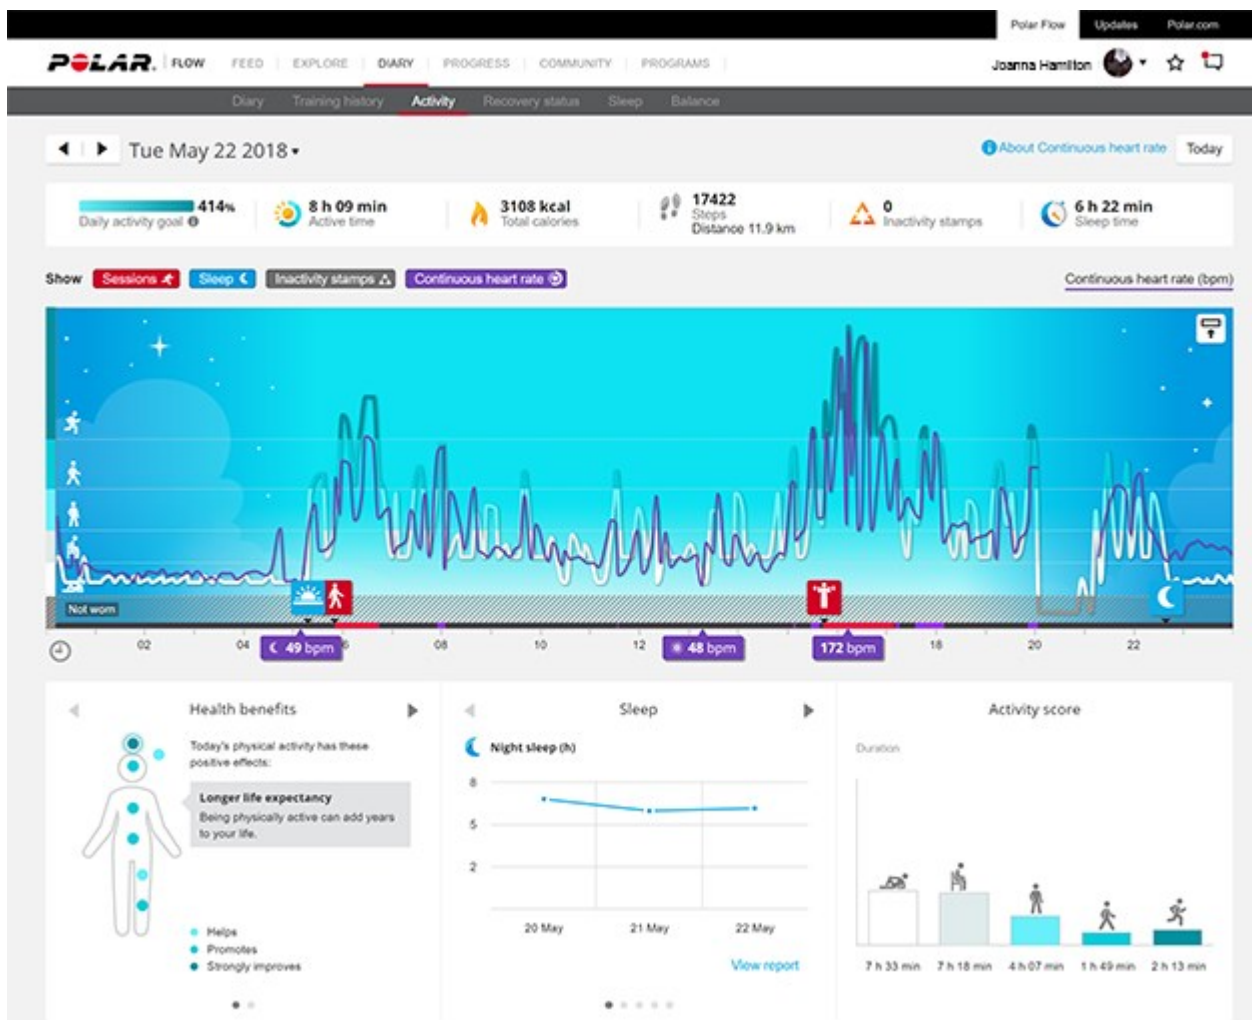 Polar Flow Updates Polar.com
POLAR. FLOW FEED EXPLORE DIARY PROGRESS COMMUNITY PROGRAMS Joanna Hamilton
Diary Training history Activity Recovery status Sleep Balance
Tue May 22 2018 About Continuous heart rate Today
414%
Daily activity goal
8 h 09 min
Active time
3108 kcal
Total calories
17422
Steps
Distance 11.9 km
0
Inactivity stamps
6 h 22 min
Sleep time
Show Sessions Sleep Inactivity stamps Continuous heart rate Continuous heart rate (bpm)
Not worn
02 04 6 08 10 12 18 20 22
49 bpm 48 bpm 172 bpm
Health benefits
Today's physical activity has these
positive effects:
Longer life expectancy
Being physically active can add years
to your life.
Helps
Promotes
Strongly improves
Sleep
Night sleep (h)
8
5
2
20 May 21 May 22 May
View report
Activity score
Duration
7 h 33 min 7 h 18 min 4 h 07 min 1 h 49 min 2 h 13 min